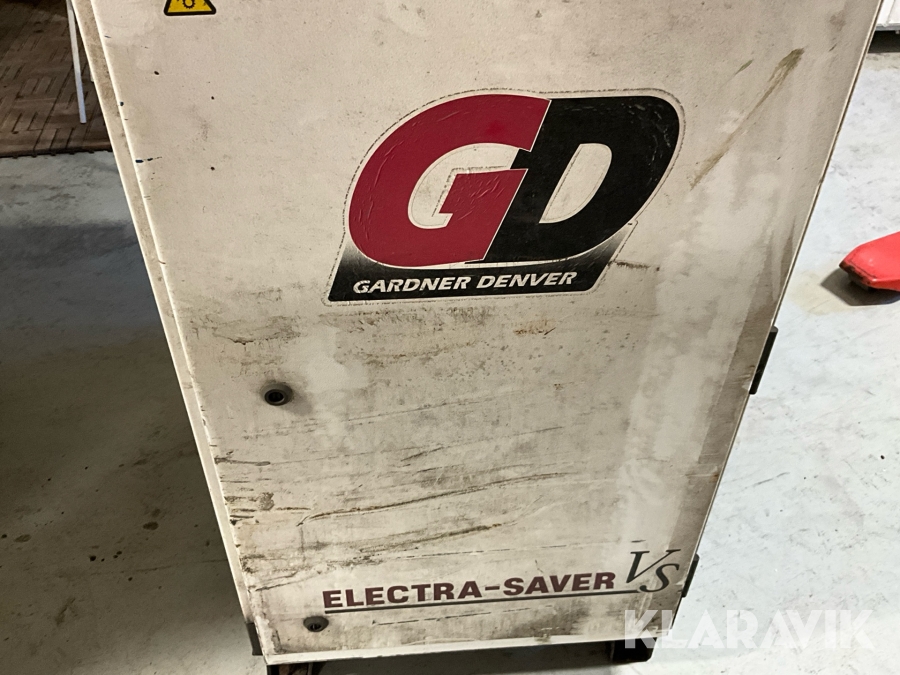 GD
GARDNER DENVER
ELECTRA-SAVER VS
KLARAVIK